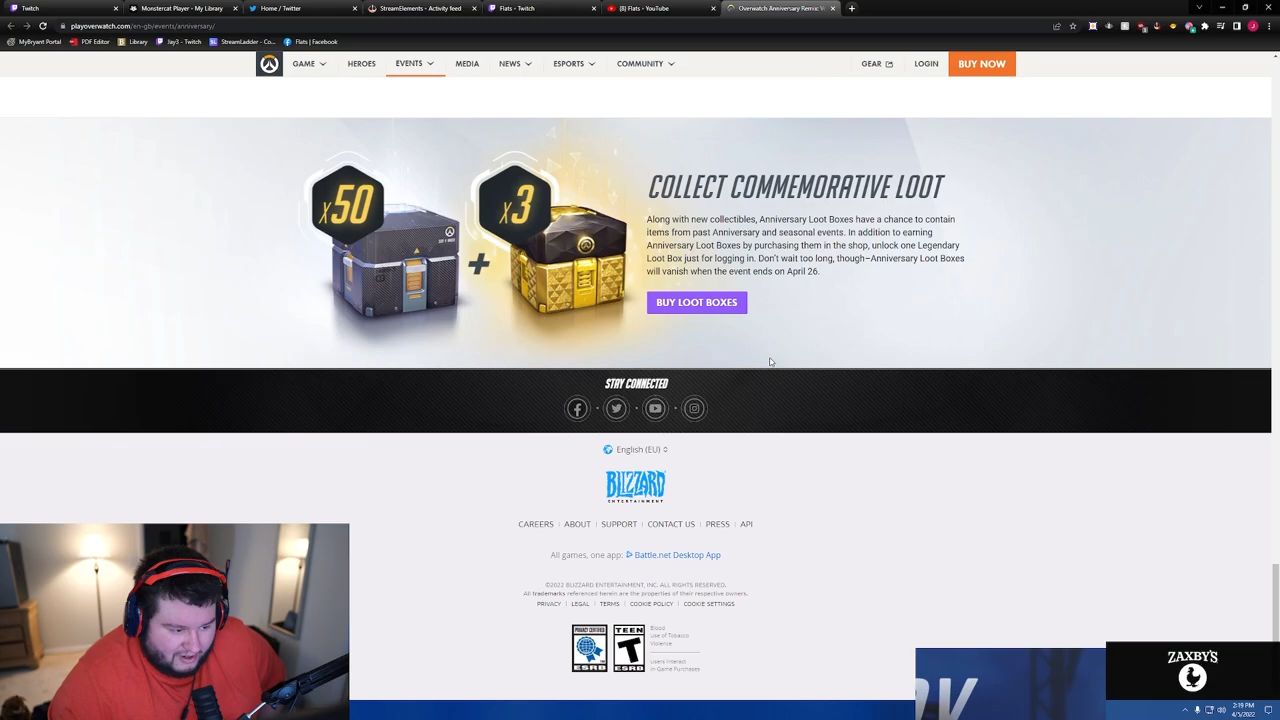 Twitch
Monstercat Player - My Library
Home / Twitter
StreamElements - Activity feed
Flats - Twitch
(8) Flats - YouTube
Overwatch Anniversary Remix: V
2:19 PM
playoverwatch.com/en-gb/events/anniversary/
MyBryant Portal
PDF Editor
Library
Jay3 - Twitch
StreamLadder - Co...
Flats | Facebook
GAME
HEROES
EVENTS
MEDIA
NEWS
ESPORTS
COMMUNITY
GEAR
LOGIN
BUY NOW
x50
x3
+
COLLECT COMMEMORATIVE LOOT
Along with new collectibles, Anniversary Loot Boxes have a chance to contain
items from past Anniversary and seasonal events. In addition to earning
Anniversary Loot Boxes by purchasing them in the shop, unlock one Legendary
Loot Box just for logging in. Don't wait too long, though–Anniversary Loot Boxes
will vanish when the event ends on April 26.
BUY LOOT BOXES
STAY CONNECTED
English (EU)
BLIZZARD
ENTERTAINMENT
CAREERS | ABOUT | SUPPORT | CONTACT US | PRESS | API
All games, one app: Battle.net Desktop App
©2022 BLIZZARD ENTERTAINMENT, INC. ALL RIGHTS RESERVED.
All trademarks referenced herein are the properties of their respective owners.
PRIVACY | LEGAL | TERMS | COOKIE POLICY | COOKIE SETTINGS
PRIVACY CERTIFIED
ESRB
TEEN
T
ESRB
Blood
Use of Tobacco
Violence
Users Interact
In-Game Purchases
ZAXBY'S
2:19 PM
4/5/2022